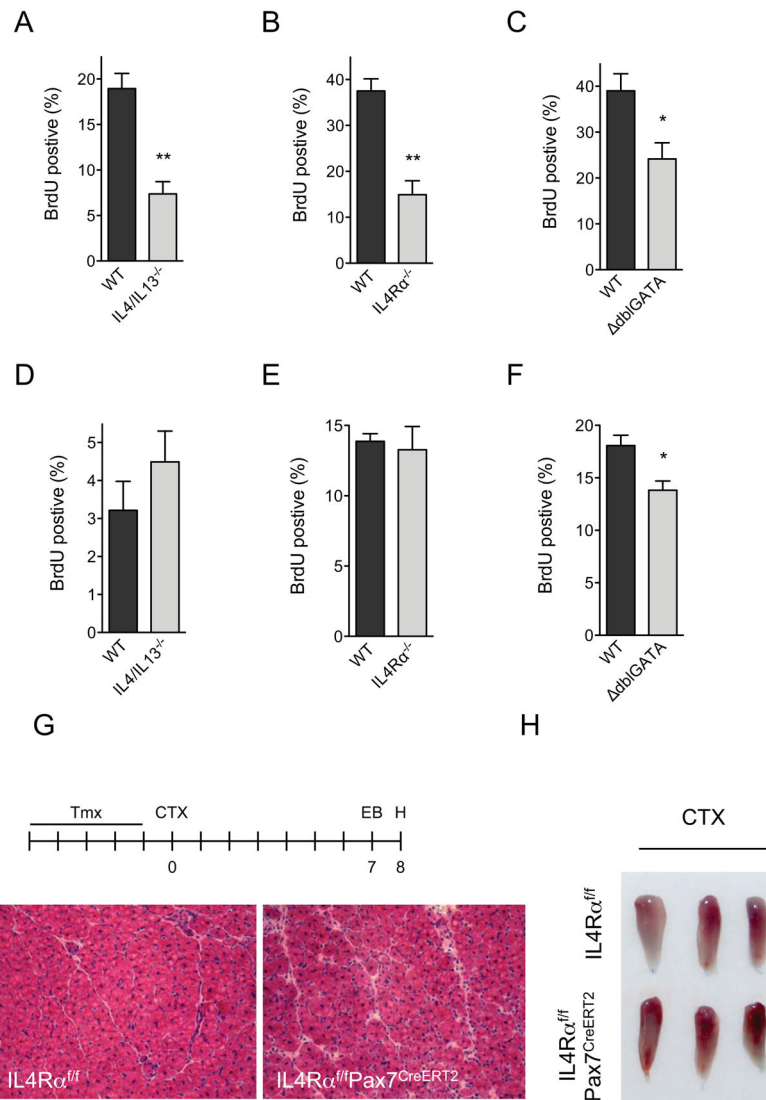 A
BrdU postive (%)
20
15
10
5
0
**
WT
IL4/IL13-/-
B
BrdU postive (%)
40
30
20
10
0
**
WT
IL4Rα-/-
C
BrdU postive (%)
40
30
20
10
0
*
WT
ΔdblGATA
D
BrdU postive (%)
5
4
3
2
1
0
WT
IL4/IL13-/-
E
BrdU postive (%)
15
10
5
0
WT
IL4Rα-/-
F
BrdU postive (%)
20
15
10
5
0
*
WT
ΔdblGATA
G
Tmx CTX EB H
0 7 8
IL4Rαf/f
IL4Rαf/fPax7CreERT2
H
CTX
IL4Rαf/f
IL4Rαf/f
Pax7CreERT2